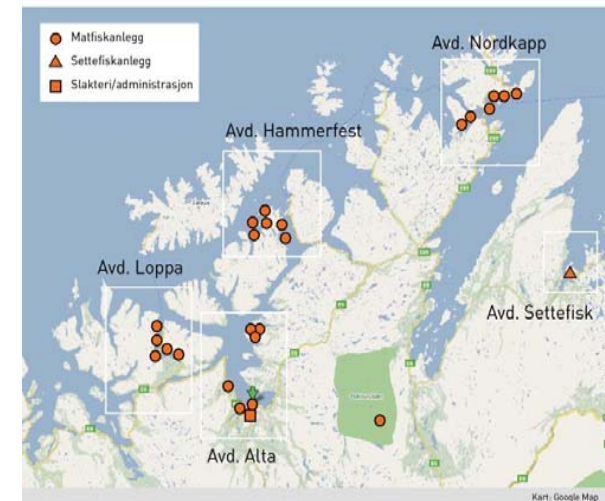 Matfiskanlegg
Settefiskanlegg
Slakteri/administrasjon
Avd. Nordkapp
Avd. Hammerfest
Avd. Loppa
Avd. Settefisk
Avd. Alta
Kart: Google Map